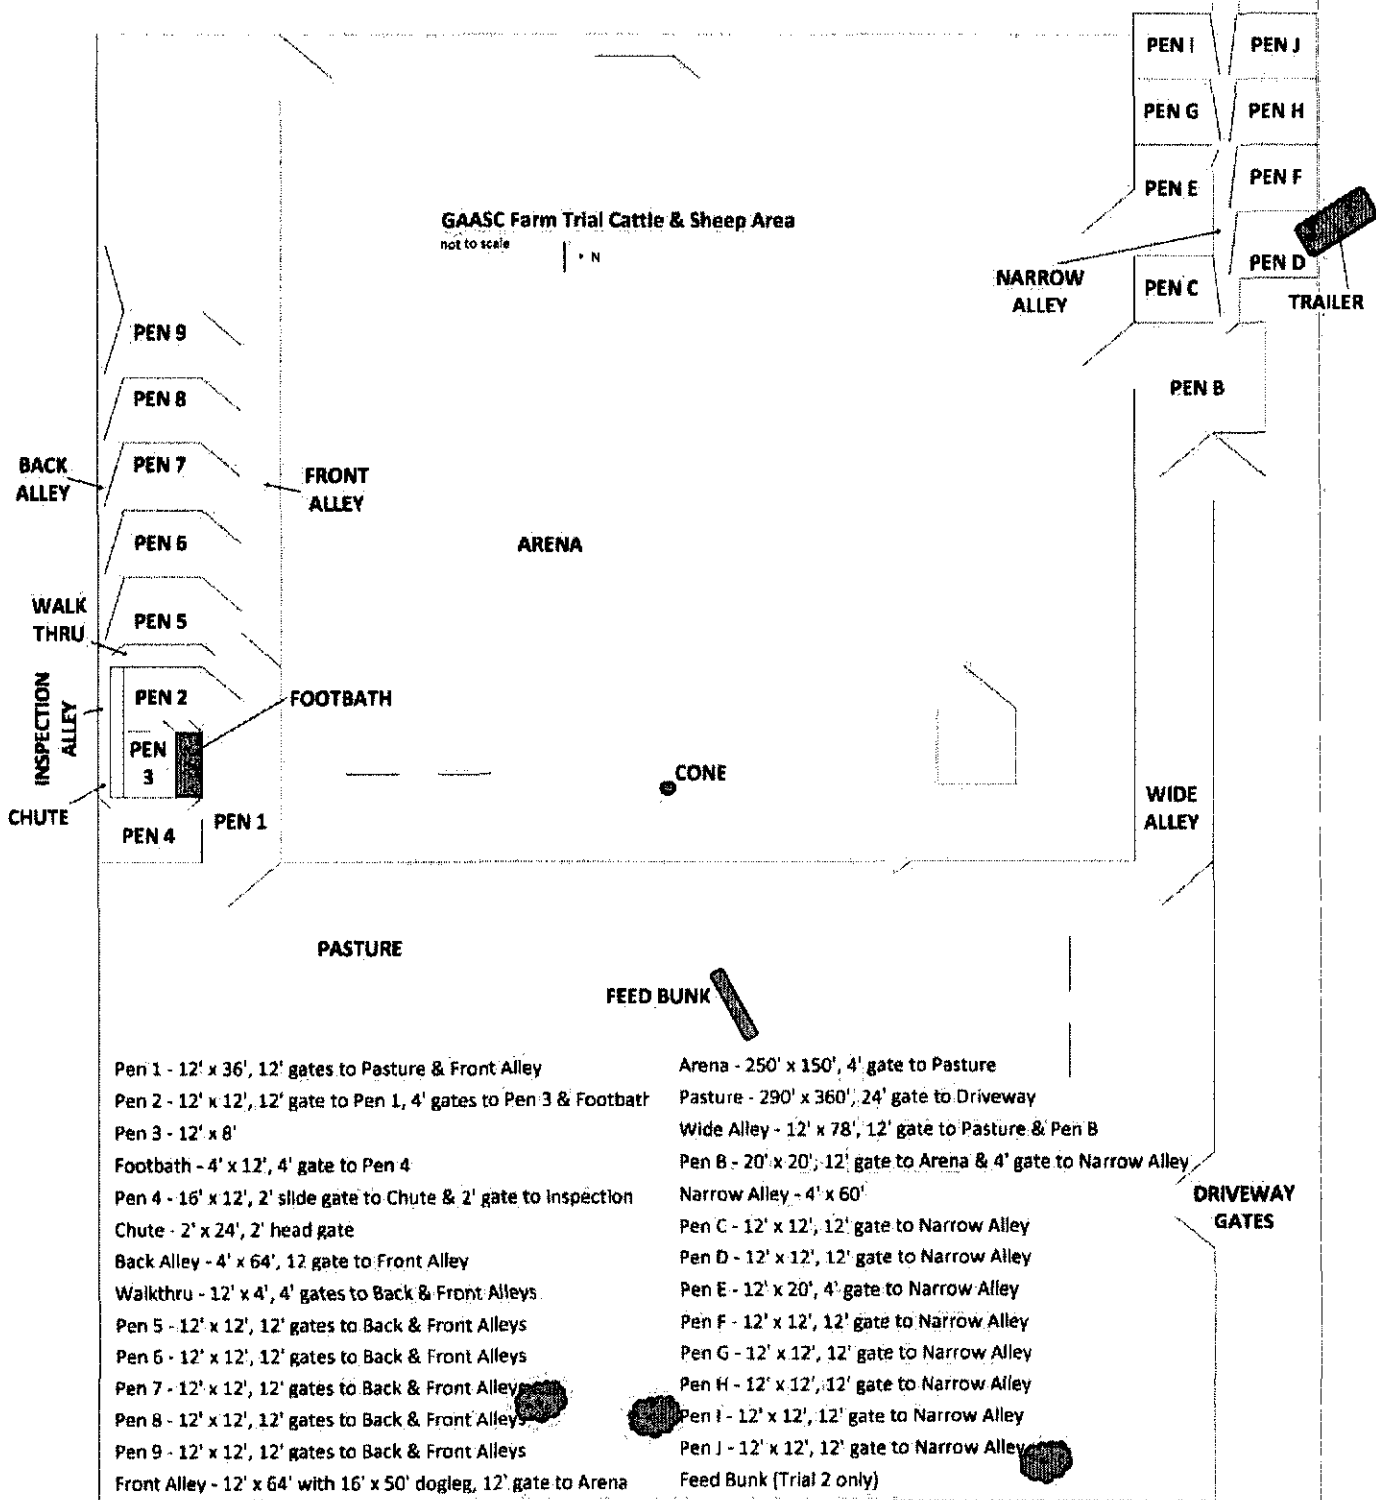 PEN I
PEN J
PEN G
PEN H
PEN E
PEN F
GAASC Farm Trial Cattle & Sheep Area
not to scale
N
NARROW
ALLEY
PEN C
PEN D
TRAILER
PEN 9
PEN 8
PEN B
BACK
ALLEY
PEN 7
FRONT
ALLEY
PEN 6
ARENA
WALK
THRU
PEN 5
INSPECTION
ALLEY
PEN 2
FOOTBATH
PEN
3
CONE
CHUTE
PEN 4
PEN 1
WIDE
ALLEY
PASTURE
FEED BUNK
Pen 1 - 12' x 36', 12' gates to Pasture & Front Alley
Pen 2 - 12' x 12', 12' gate to Pen 1, 4' gates to Pen 3 & Footbath
Pen 3 - 12' x 8'
Footbath - 4' x 12', 4' gate to Pen 4
Pen 4 - 16' x 12', 2' slide gate to Chute & 2' gate to Inspection
Chute - 2' x 24', 2' head gate
Back Alley - 4' x 64', 12 gate to Front Alley
Walkthru - 12' x 4', 4' gates to Back & Front Alleys
Pen 5 - 12' x 12', 12' gates to Back & Front Alleys
Pen 6 - 12' x 12', 12' gates to Back & Front Alleys
Pen 7 - 12' x 12', 12' gates to Back & Front Alleys
Pen 8 - 12' x 12', 12' gates to Back & Front Alleys
Pen 9 - 12' x 12', 12' gates to Back & Front Alleys
Front Alley - 12' x 64' with 16' x 50' dogleg, 12' gate to Arena
Arena - 250' x 150', 4' gate to Pasture
Pasture - 290' x 360', 24' gate to Driveway
Wide Alley - 12' x 78', 12' gate to Pasture & Pen B
Pen B - 20' x 20', 12' gate to Arena & 4' gate to Narrow Alley
Narrow Alley - 4' x 60'
Pen C - 12' x 12', 12' gate to Narrow Alley
Pen D - 12' x 12', 12' gate to Narrow Alley
Pen E - 12' x 20', 4' gate to Narrow Alley
Pen F - 12' x 12', 12' gate to Narrow Alley
Pen G - 12' x 12', 12' gate to Narrow Alley
Pen H - 12' x 12', 12' gate to Narrow Alley
Pen I - 12' x 12', 12' gate to Narrow Alley
Pen J - 12' x 12', 12' gate to Narrow Alley
Feed Bunk (Trial 2 only)
DRIVEWAY
GATES